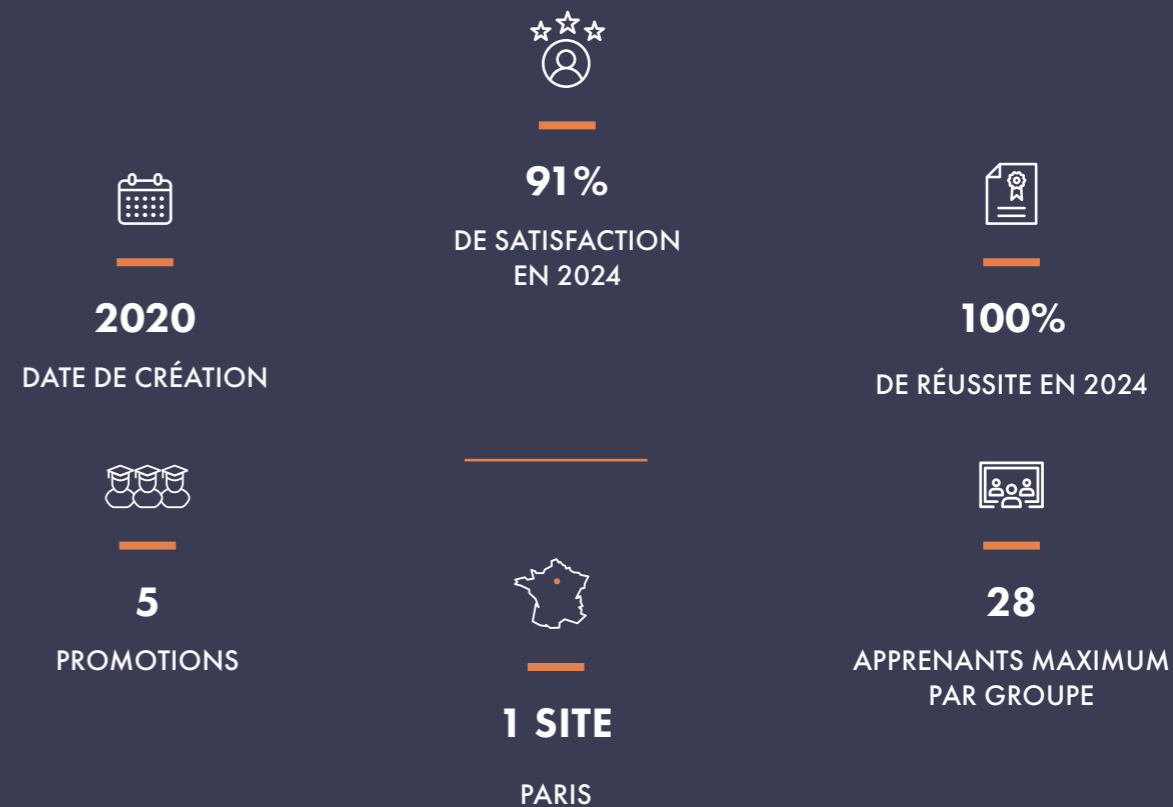 91%
DE SATISFACTION
EN 2024
2020
DATE DE CRÉATION
100%
DE RÉUSSITE EN 2024
5
PROMOTIONS
1 SITE
PARIS
28
APPRENANTS MAXIMUM
PAR GROUPE